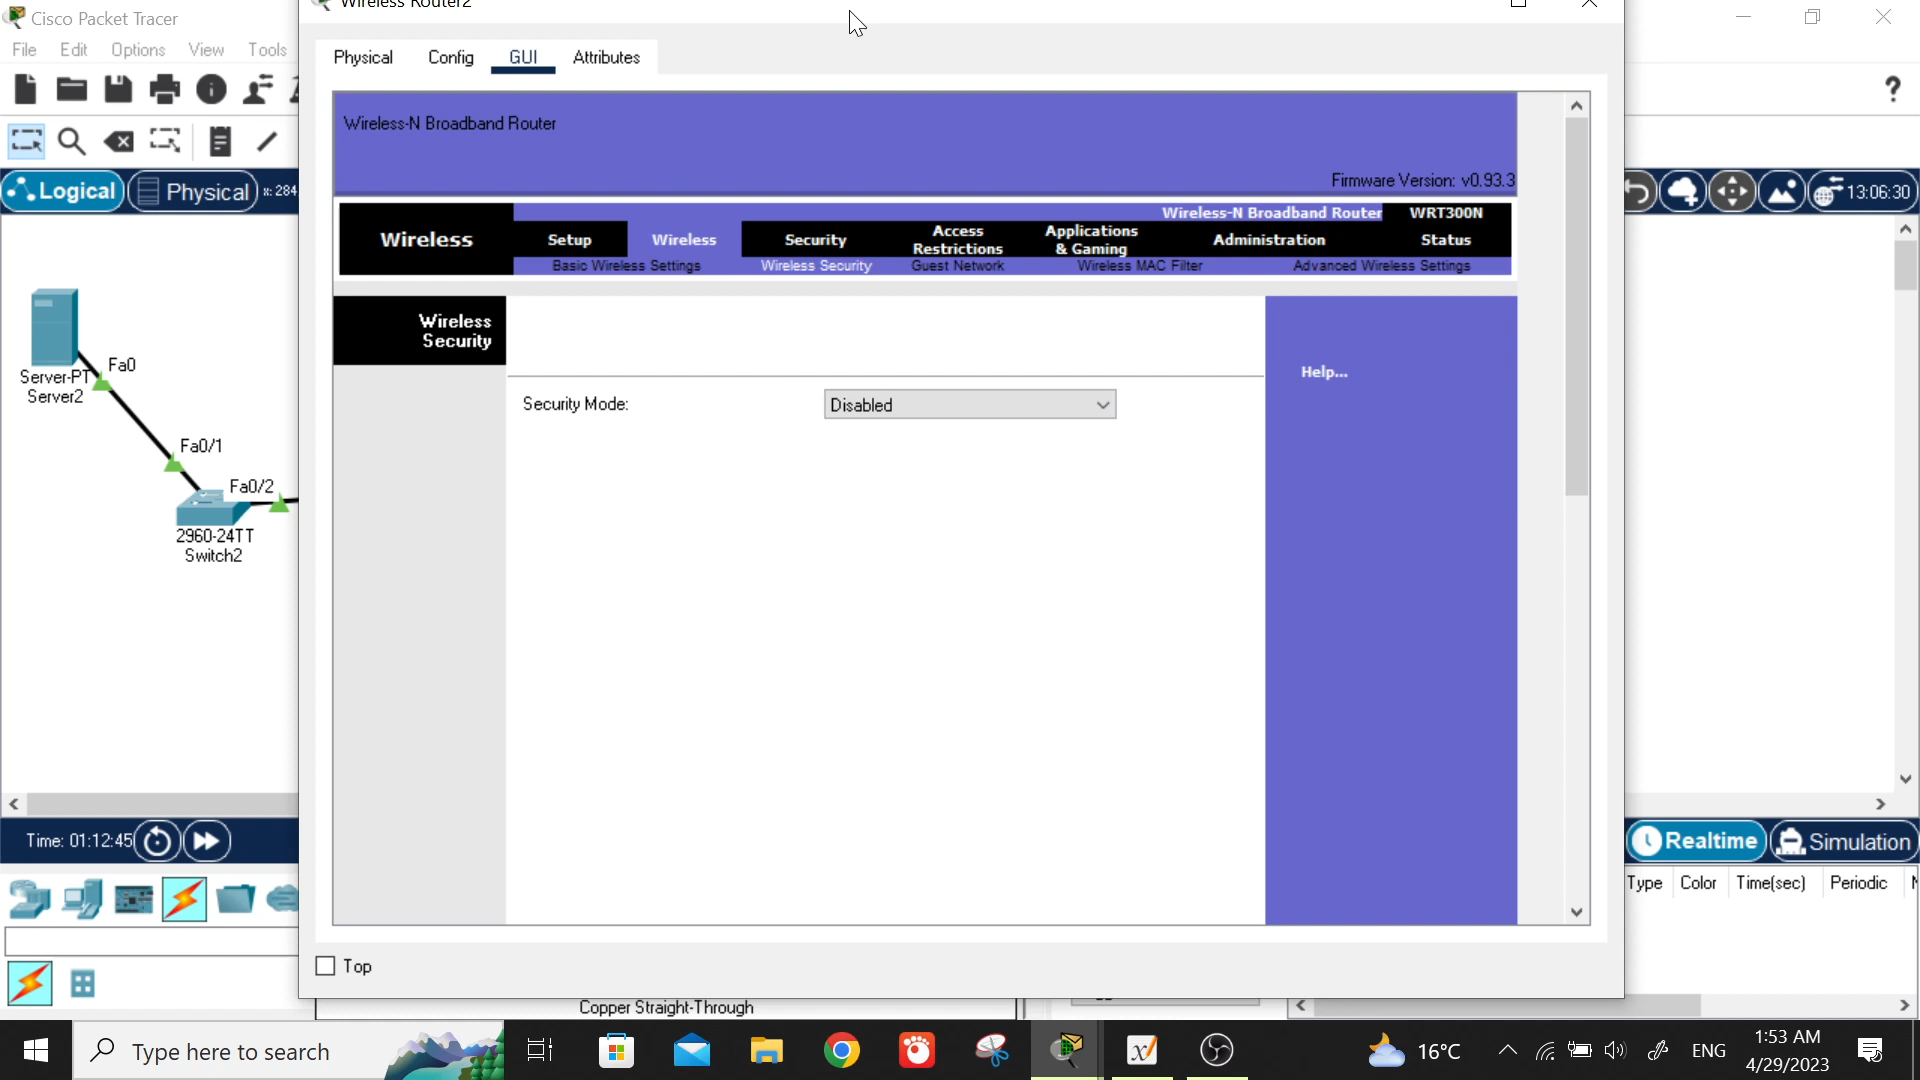 Cisco Packet Tracer
Wireless Router2
File Edit Options View Tools
Physical Config GUI Attributes
Wireless-N Broadband Router
Firmware Version: v0.93.3
Logical
Physical
x: 284
13:06:30
Wireless-N Broadband Router WRT300N
Wireless
Setup Wireless Security Access Restrictions Applications & Gaming Administration Status
Basic Wireless Settings Wireless Security Guest Network Wireless MAC Filter Advanced Wireless Settings
Wireless
Security
Help...
Security Mode: Disabled
Fa0
Server-PT
Server2
Fa0/1
Fa0/2
2960-24TT
Switch2
Time: 01:12:45
Realtime
Simulation
Type Color Time(sec) Periodic
Top
Copper Straight-Through
Type here to search
16°C
ENG
1:53 AM
4/29/2023